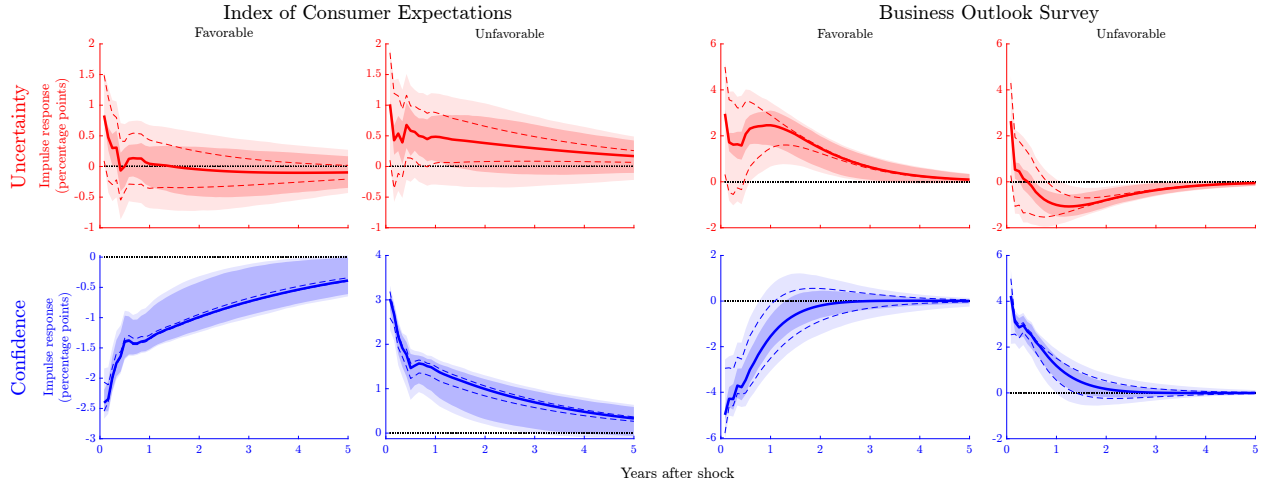 Index of Consumer Expectations
Business Outlook Survey
Favorable
Unfavorable
Favorable
Unfavorable
Uncertainty
Impulse response
(percentage points)
2
1.5
1
0.5
0
-0.5
-1
2
1.5
1
0.5
0
-0.5
-1
6
4
2
0
-2
6
4
2
0
-2
Confidence
Impulse response
(percentage points)
0
-0.5
-1
-1.5
-2
-2.5
-3
0 1 2 3 4 5
4
3
2
1
0
0 1 2 3 4 5
2
0
-2
-4
-6
0 1 2 3 4 5
6
4
2
0
-2
0 1 2 3 4 5
Years after shock